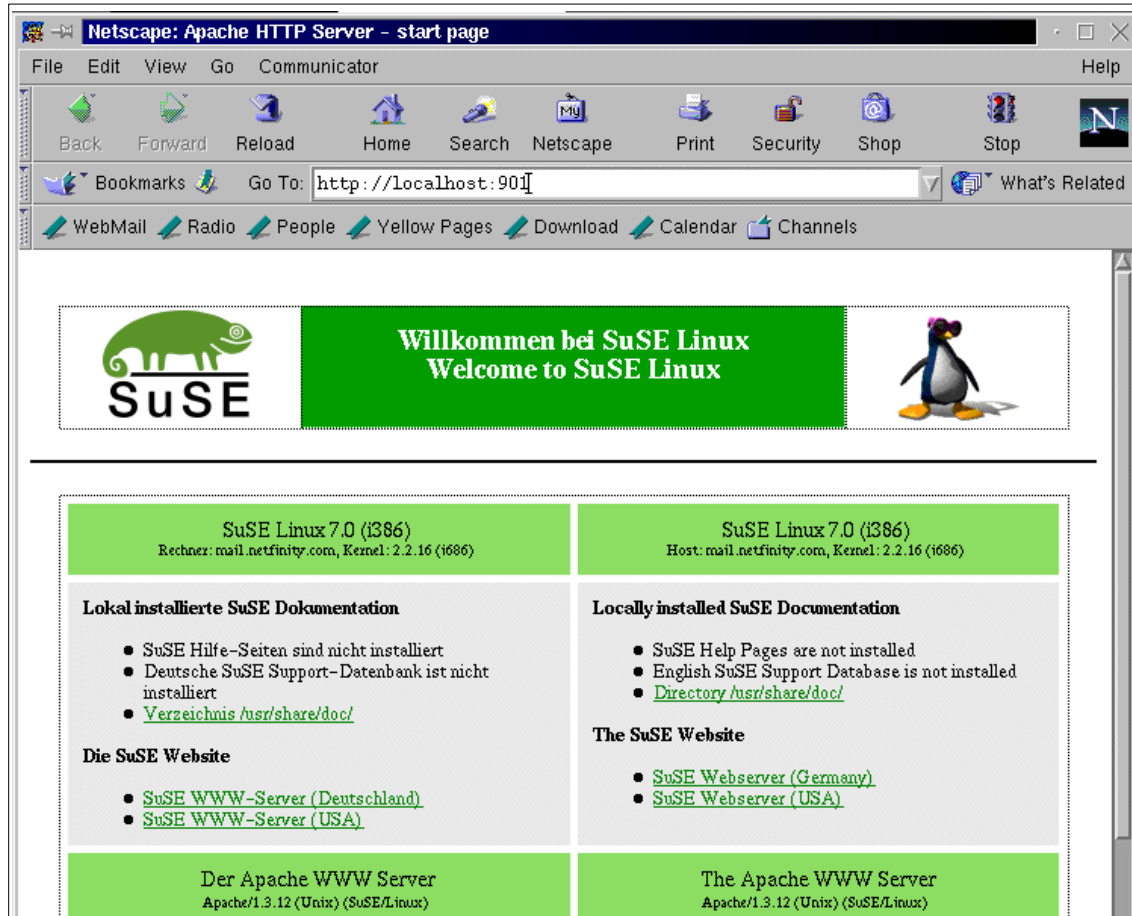 Netscape: Apache HTTP Server - start page
File Edit View Go Communicator Help
Back Forward Reload Home Search Netscape Print Security Shop Stop
My
N
Bookmarks Go To: http://localhost:901 What's Related
WebMail Radio People Yellow Pages Download Calendar Channels
SuSE
Willkommen bei SuSE Linux
Welcome to SuSE Linux
SuSE Linux 7.0 (i386)
Rechner: mail.netfinity.com, Kernel: 2.2.16 (i686)
Lokal installierte SuSE Dokumentation
SuSE Hilfe-Seiten sind nicht installiert
Deutsche SuSE Support-Datenbank ist nicht
installiert
Verzeichnis /usr/share/doc/
Die SuSE Website
SuSE WWW-Server (Deutschland)
SuSE WWW-Server (USA)
Der Apache WWW Server
Apache/1.3.12 (Unix) (SuSE/Linux)
SuSE Linux 7.0 (i386)
Host: mail.netfinity.com, Kernel: 2.2.16 (i686)
Locally installed SuSE Documentation
SuSE Help Pages are not installed
English SuSE Support Database is not installed
Directory /usr/share/doc/
The SuSE Website
SuSE Webserver (Germany)
SuSE Webserver (USA)
The Apache WWW Server
Apache/1.3.12 (Unix) (SuSE/Linux)